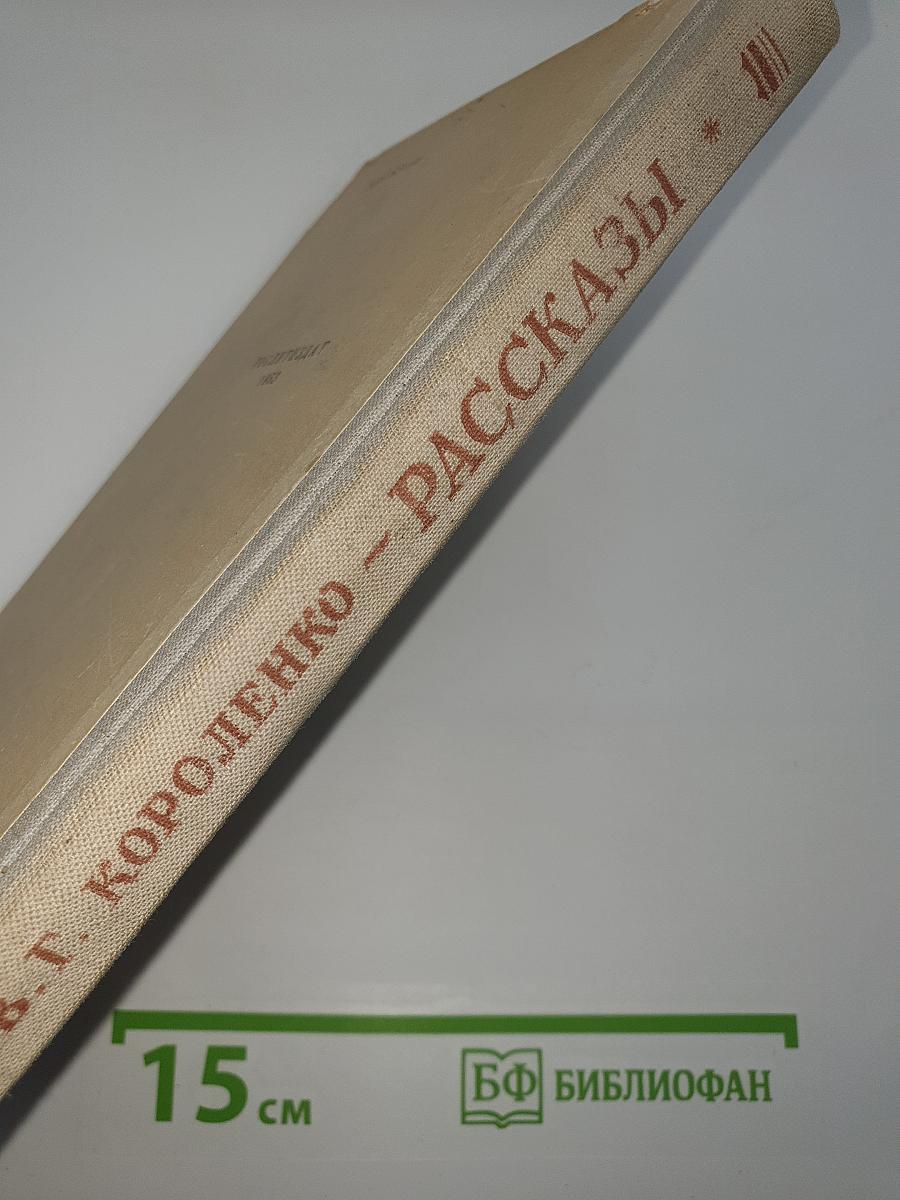 В. Г. КОРОЛЕНКО — РАССКАЗЫ *
15 см
БФ БИБЛИОФАН